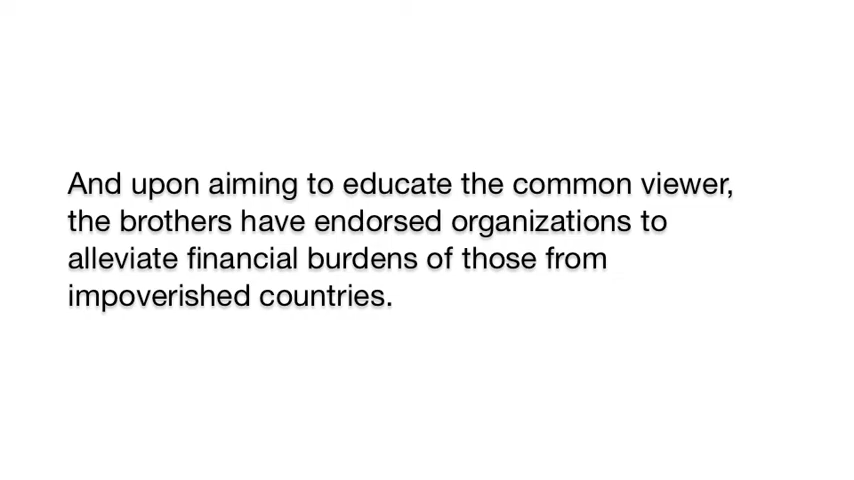 And upon aiming to educate the common viewer,
the brothers have endorsed organizations to
alleviate financial burdens of those from
impoverished countries.